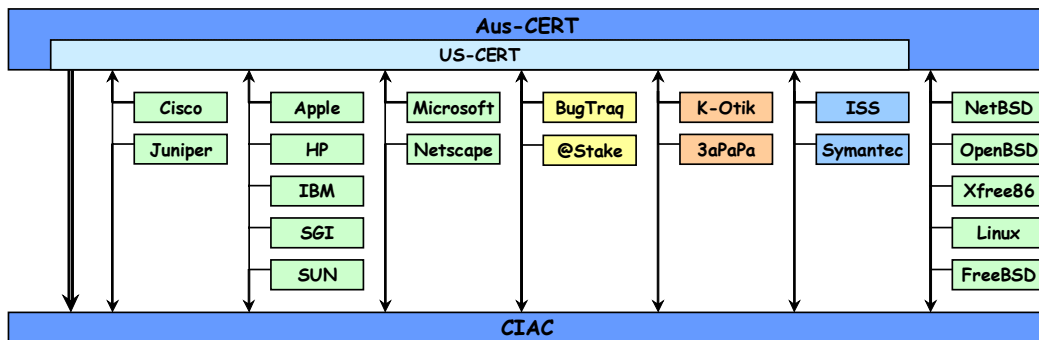 Aus-CERT
US-CERT
Cisco
Apple
Microsoft
BugTraq
K-Otik
ISS
NetBSD
Juniper
HP
Netscape
@Stake
3aPaPa
Symantec
OpenBSD
IBM
Xfree86
SGI
Linux
SUN
FreeBSD
CIAC